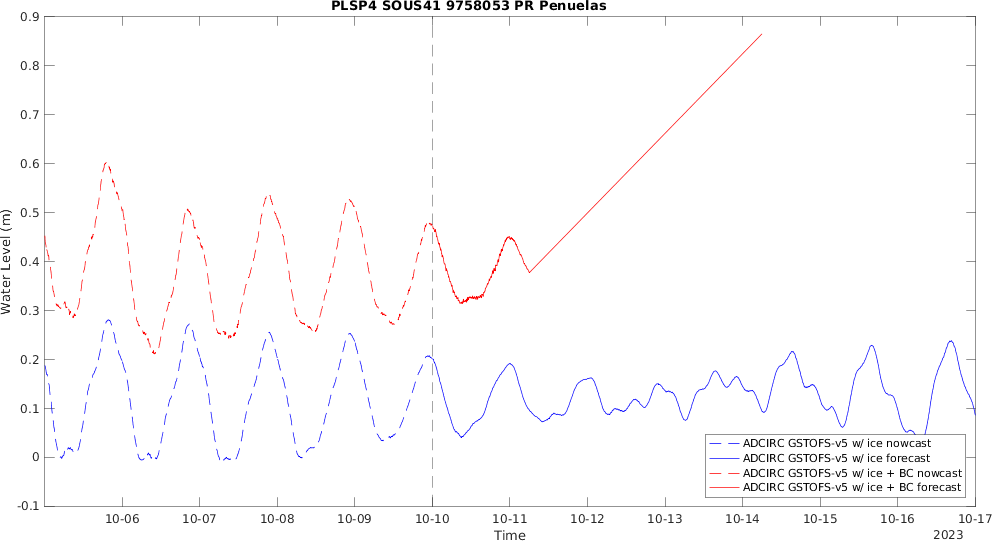 PLSP4 SOUS41 9758053 PR Penuelas
0.9
0.8
0.7
0.6
0.5
0.4
0.3
0.2
0.1
0
-0.1
Water Level (m)
10-06 10-07 10-08 10-09 10-10 10-11 10-12 10-13 10-14 10-15 10-16 10-17
Time
2023
ADCIRC GSTOFS-v5 w/ ice nowcast
ADCIRC GSTOFS-v5 w/ ice forecast
ADCIRC GSTOFS-v5 w/ ice + BC nowcast
ADCIRC GSTOFS-v5 w/ ice + BC forecast